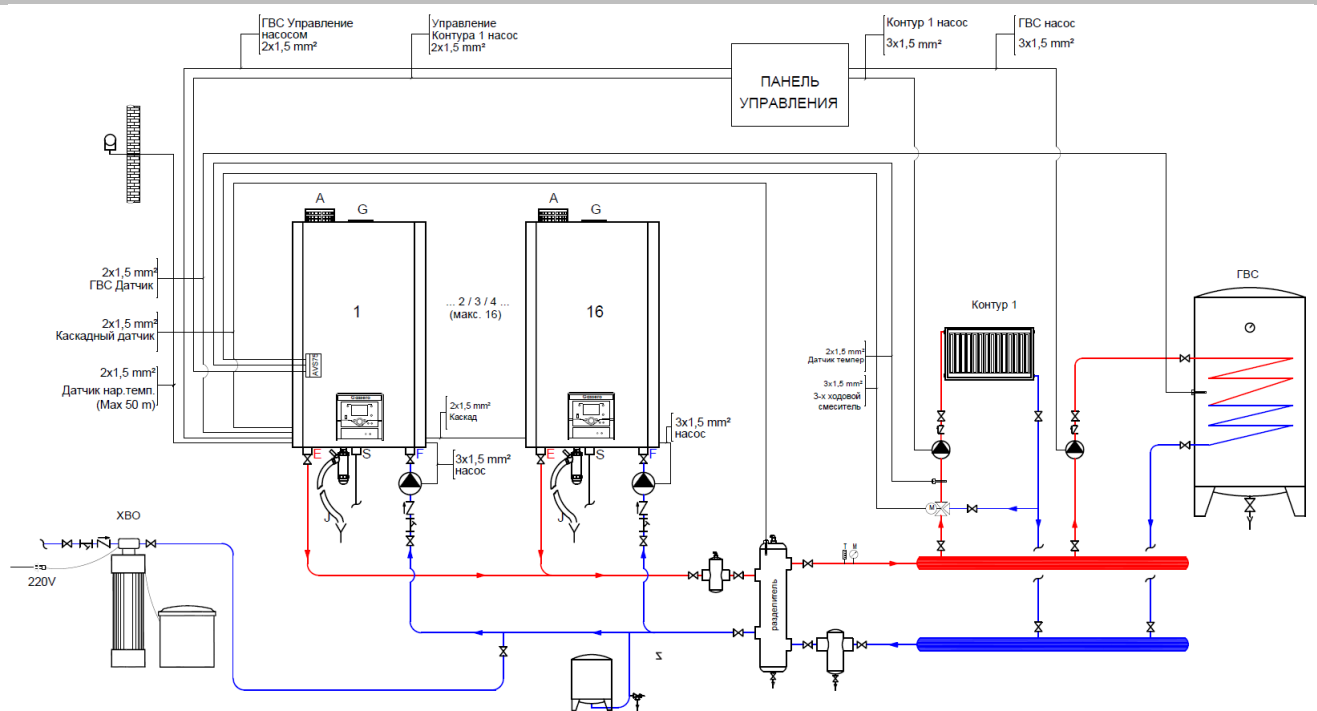 ГВС Управление
насосом
2x1,5 mm²
Управление
Контура 1 насос
2x1,5 mm²
Контур 1 насос
3x1,5 mm²
ГВС насос
3x1,5 mm²
ПАНЕЛЬ
УПРАВЛЕНИЯ
A
G
A
G
2x1,5 mm²
ГВС Датчик
2x1,5 mm²
Каскадный датчик
2x1,5 mm²
Датчик нар.темп.
(Max 50 m)
1
... 2 / 3 / 4 ...
(макс. 16)
16
AVS75
2x1,5 mm²
Каскад
3x1,5 mm²
насос
3x1,5 mm²
насос
E
S
F
J
E
S
F
J
Контур 1
ГВС
2x1,5 mm²
Датчик темпер
3x1,5 mm²
3-х ходовой
смеситель
M
T
M
ХВО
220V
разделитель
Z